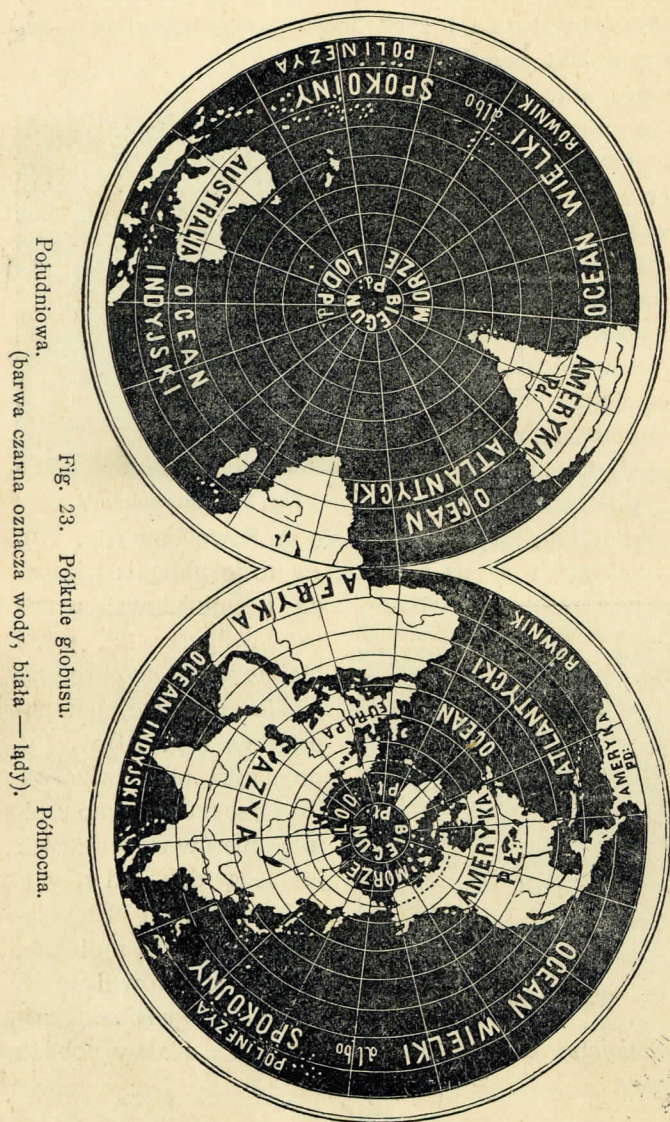 RÓWNIK
OCEAN WIELKI albo SPOKOJNY
POLINEZYA
AUSTRALIA
OCEAN
INDYJSKI
MORZE LOD. Pd.
BIEGUN Pd.
AMERYKA
Pd.
OCEAN
ATLANTYCKI
AFRYKA
OCEAN INDYJSKI
AZYA
EUROPA
OCEAN
ATLANTYCKI
RÓWNIK
AMERYKA
Pd.
AMERYKA
PŁ.
MORZE LOD. Pł.
BIEGUN Pł.
OCEAN WIELKI albo SPOKOJNY
POLINEZYA
Fig. 23. Półkule globusu.
Południowa. Północna.
(barwa czarna oznacza wody, biała — lądy).